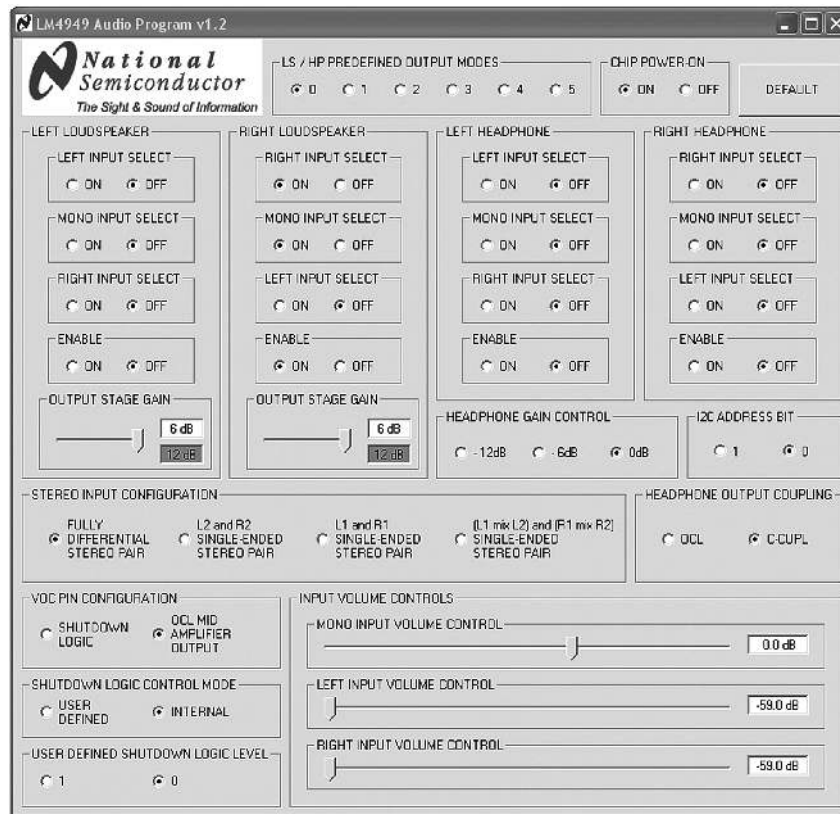 LM4949 Audio Program v1.2
National
Semiconductor
The Sight & Sound of Information
LS / HP PREDEFINED OUTPUT MODES
0 1 2 3 4 5
CHIP POWER-ON
ON OFF
DEFAULT
LEFT LOUDSPEAKER
LEFT INPUT SELECT
ON OFF
MONO INPUT SELECT
ON OFF
RIGHT INPUT SELECT
ON OFF
ENABLE
ON OFF
OUTPUT STAGE GAIN
6 dB
12 dB
RIGHT LOUDSPEAKER
RIGHT INPUT SELECT
ON OFF
MONO INPUT SELECT
ON OFF
LEFT INPUT SELECT
ON OFF
ENABLE
ON OFF
OUTPUT STAGE GAIN
6 dB
12 dB
LEFT HEADPHONE
LEFT INPUT SELECT
ON OFF
MONO INPUT SELECT
ON OFF
RIGHT INPUT SELECT
ON OFF
ENABLE
ON OFF
RIGHT HEADPHONE
RIGHT INPUT SELECT
ON OFF
MONO INPUT SELECT
ON OFF
LEFT INPUT SELECT
ON OFF
ENABLE
ON OFF
HEADPHONE GAIN CONTROL
-12dB -6dB 0dB
I2C ADDRESS BIT
1 0
STEREO INPUT CONFIGURATION
FULLY
DIFFERENTIAL
STEREO PAIR
L2 and R2
SINGLE-ENDED
STEREO PAIR
L1 and R1
SINGLE-ENDED
STEREO PAIR
(L1 mix L2) and (R1 mix R2)
SINGLE-ENDED
STEREO PAIR
HEADPHONE OUTPUT COUPLING
OCL C-CUPL
VOC PIN CONFIGURATION
SHUTDOWN
LOGIC
OCL MID
AMPLIFIER
OUTPUT
SHUTDOWN LOGIC CONTROL MODE
USER
DEFINED
INTERNAL
USER DEFINED SHUTDOWN LOGIC LEVEL
1 0
INPUT VOLUME CONTROLS
MONO INPUT VOLUME CONTROL
0.0 dB
LEFT INPUT VOLUME CONTROL
-59.0 dB
RIGHT INPUT VOLUME CONTROL
-59.0 dB